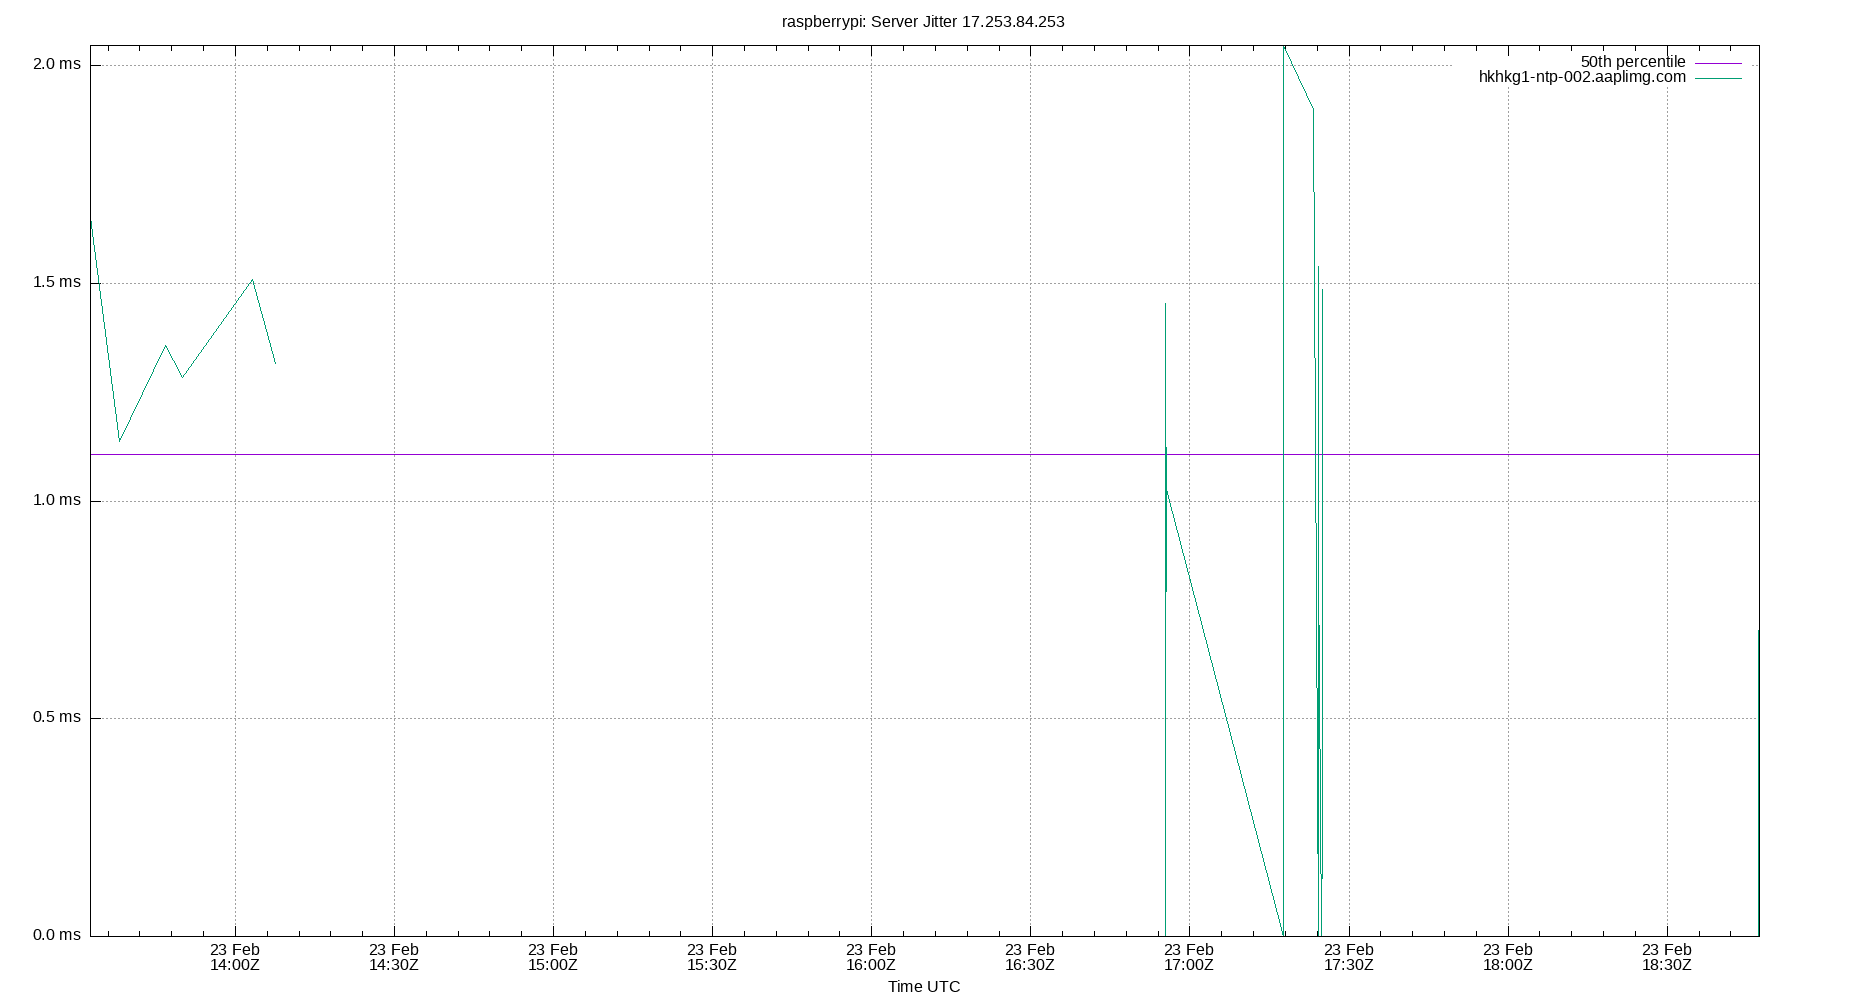 raspberrypi: Server Jitter 17.253.84.253
50th percentile
hkhkg1-ntp-002.aaplimg.com
2.0 ms
1.5 ms
1.0 ms
0.5 ms
0.0 ms
23 Feb 23 Feb 23 Feb 23 Feb 23 Feb 23 Feb 23 Feb 23 Feb 23 Feb 23 Feb
14:00Z 14:30Z 15:00Z 15:30Z 16:00Z 16:30Z 17:00Z 17:30Z 18:00Z 18:30Z
Time UTC